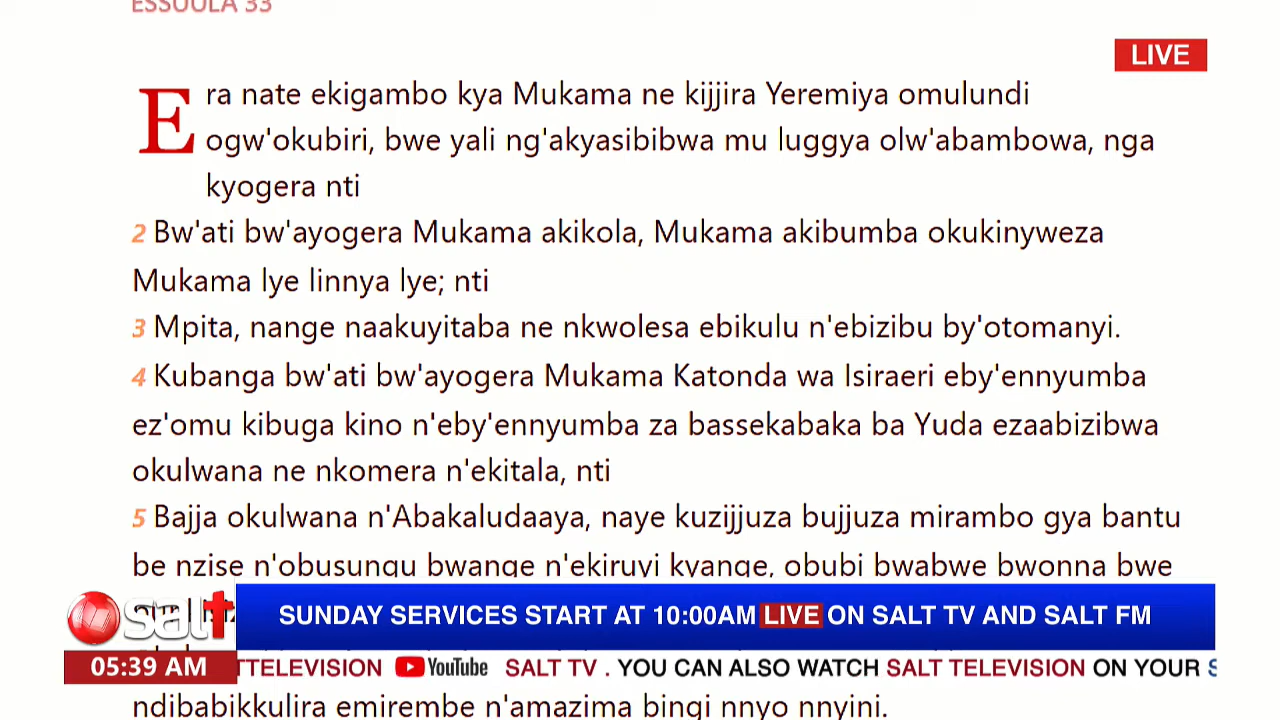 ESSUULA 33
LIVE
Era nate ekigambo kya Mukama ne kijjira Yeremiya omulundi
ogw'okubiri, bwe yali ng'akyasibibwa mu luggya olw'abambowa, nga
kyogera nti
2 Bw'ati bw'ayogera Mukama akikola, Mukama akibumba okukinyweza
Mukama lye linnya lye; nti
3 Mpita, nange naakuyitaba ne nkwolesa ebikulu n'ebizibu by'otomanyi.
4 Kubanga bw'ati bw'ayogera Mukama Katonda wa Isiraeri eby'ennyumba
ez'omu kibuga kino n'eby'ennyumba za bassekabaka ba Yuda ezaabizibwa
okulwana ne nkomera n'ekitala, nti
5 Bajja okulwana n'Abakaludaaya, naye kuzijjuza bujjuza mirambo gya bantu
be nzise n'obusungu bwange n'ekiruyi kyange, obubi bwabwe bwonna bwe
salt
SUNDAY SERVICES START AT 10:00AM LIVE ON SALT TV AND SALT FM
05:39 AM
TTELEVISION YouTube SALT TV . YOU CAN ALSO WATCH SALT TELEVISION ON YOUR S
ndibabikkulira emirembe n'amazima bingi nnyo nnyini.